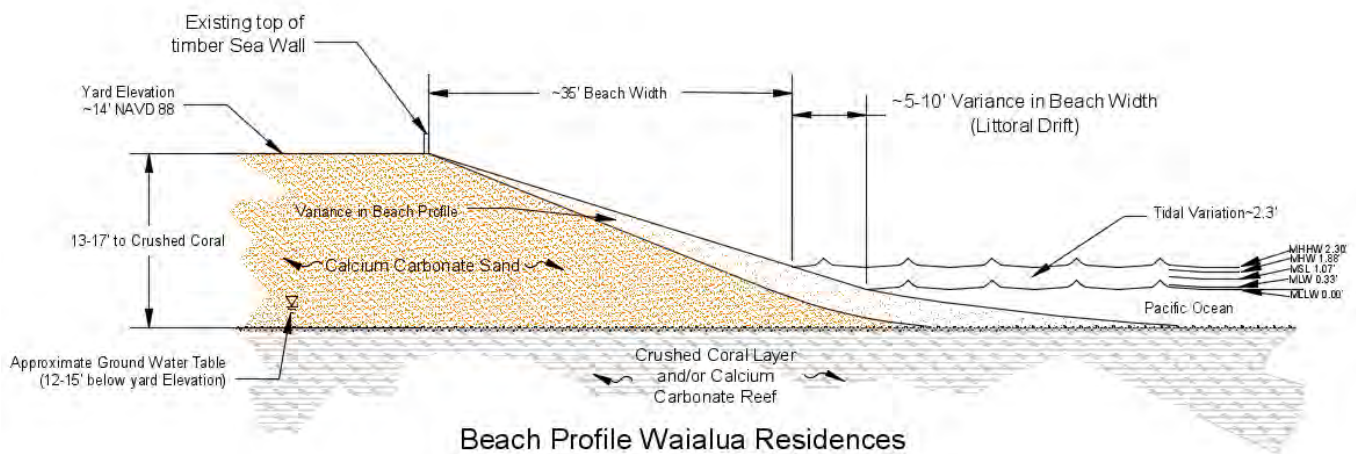 Existing top of
timber Sea Wall
Yard Elevation
~14' NAVD 88
~35' Beach Width
~5-10' Variance in Beach Width
(Littoral Drift)
Variance in Beach Profile
Tidal Variation~2.3'
13-17' to Crushed Coral
Calcium Carbonate Sand
MHHW 2.30'
MHW 1.88'
MSL 1.07'
MLW 0.33'
MLLW 0.00'
Pacific Ocean
Approximate Ground Water Table
(12-15' below yard Elevation)
Crushed Coral Layer
and/or Calcium
Carbonate Reef
Beach Profile Waialua Residences